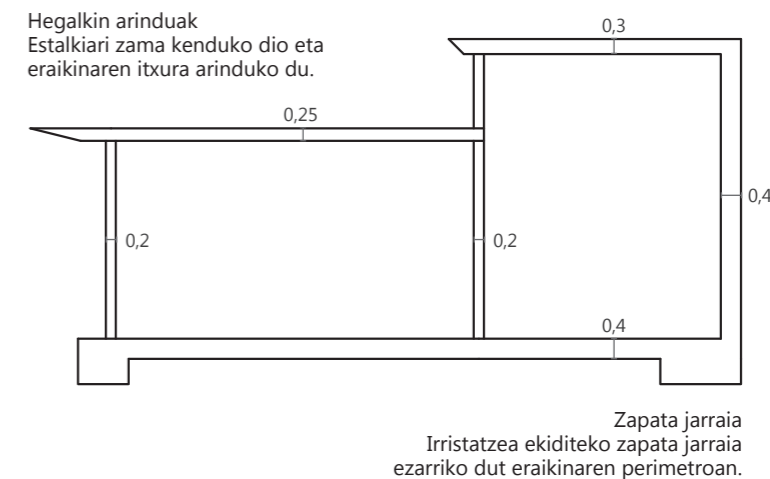 Hegalkin arinduak
Estalkiari zama kenduko dio eta
eraikinaren itxura arinduko du.
0,3
0,25
0,4
0,2
0,2
0,4
Zapata jarraia
Irristatzea ekiditeko zapata jarraia
ezarriko dut eraikinaren perimetroan.